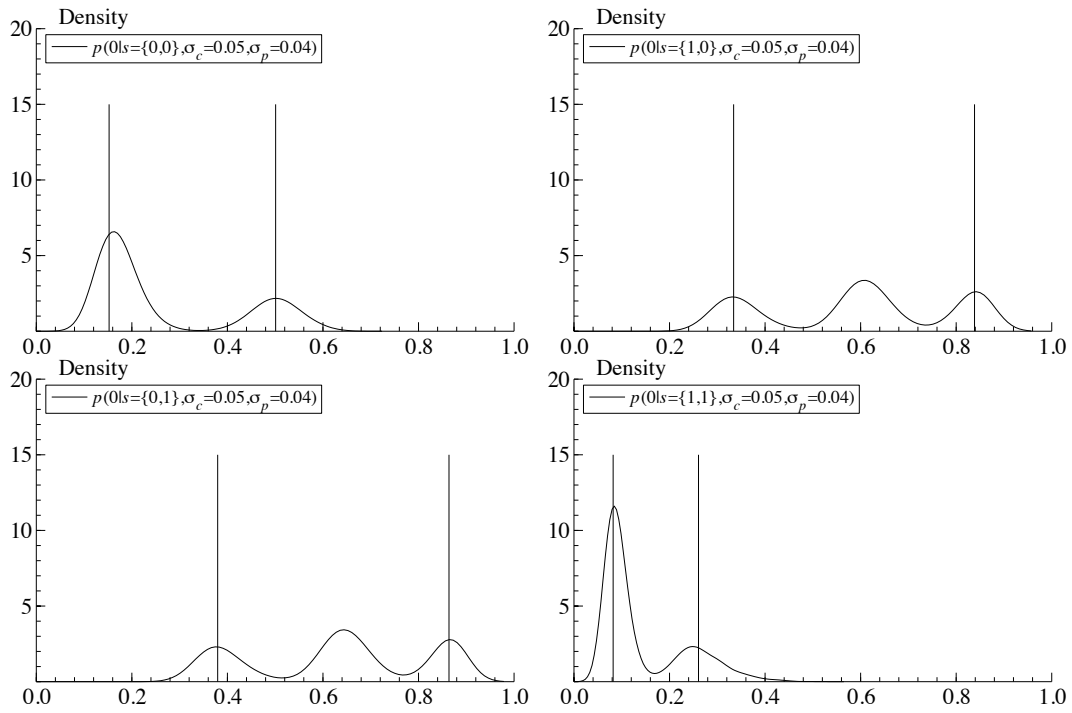 Density
20
p(0|s={0,0},σc=0.05,σp=0.04)
15
10
5
0.0 0.2 0.4 0.6 0.8 1.0
Density
20
p(0|s={1,0},σc=0.05,σp=0.04)
15
10
5
0.0 0.2 0.4 0.6 0.8 1.0
Density
20
p(0|s={0,1},σc=0.05,σp=0.04)
15
10
5
0.0 0.2 0.4 0.6 0.8 1.0
Density
20
p(0|s={1,1},σc=0.05,σp=0.04)
15
10
5
0.0 0.2 0.4 0.6 0.8 1.0